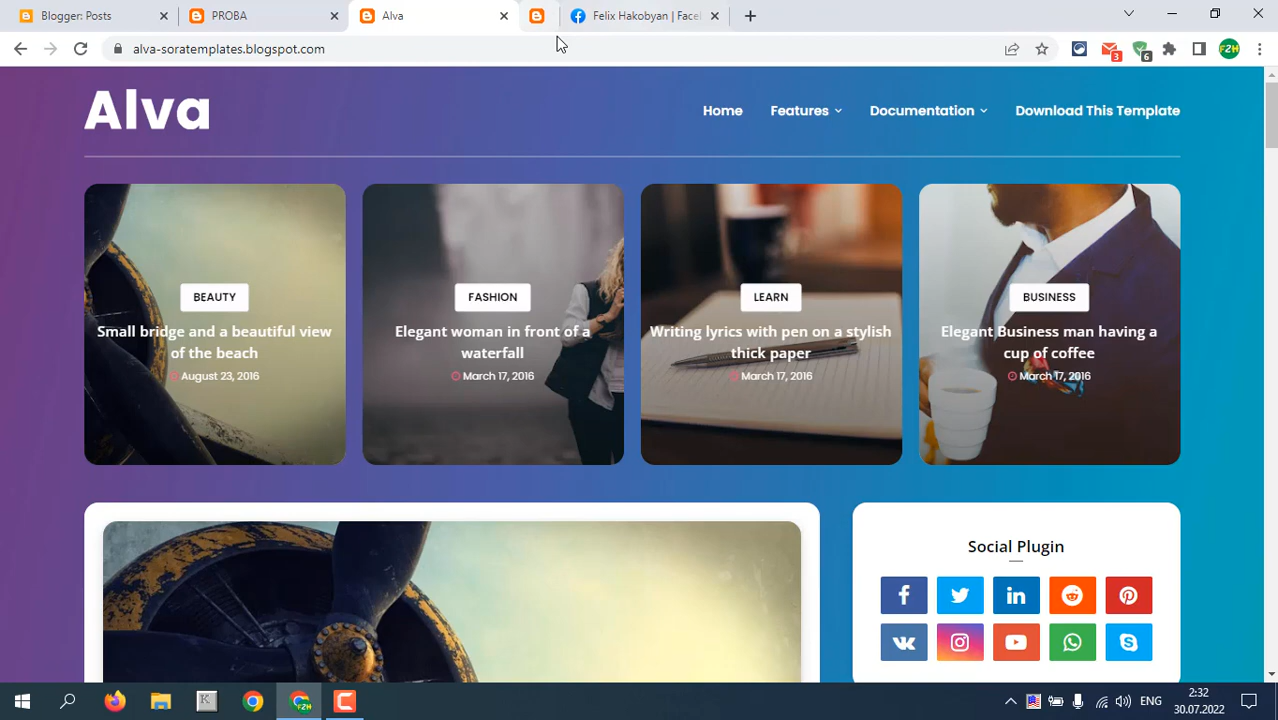 Blogger: Posts
PROBA
Alva
Felix Hakobyan | Face
alva-soratemplates.blogspot.com
3
6
F2H
Alva
Home
Features
Documentation
Download This Template
BEAUTY
Small bridge and a beautiful view
of the beach
August 23, 2016
FASHION
Elegant woman in front of a
waterfall
March 17, 2016
LEARN
Writing lyrics with pen on a stylish
thick paper
March 17, 2016
BUSINESS
Elegant Business man having a
cup of coffee
March 17, 2016
Social Plugin
ENG
2:32
30.07.2022